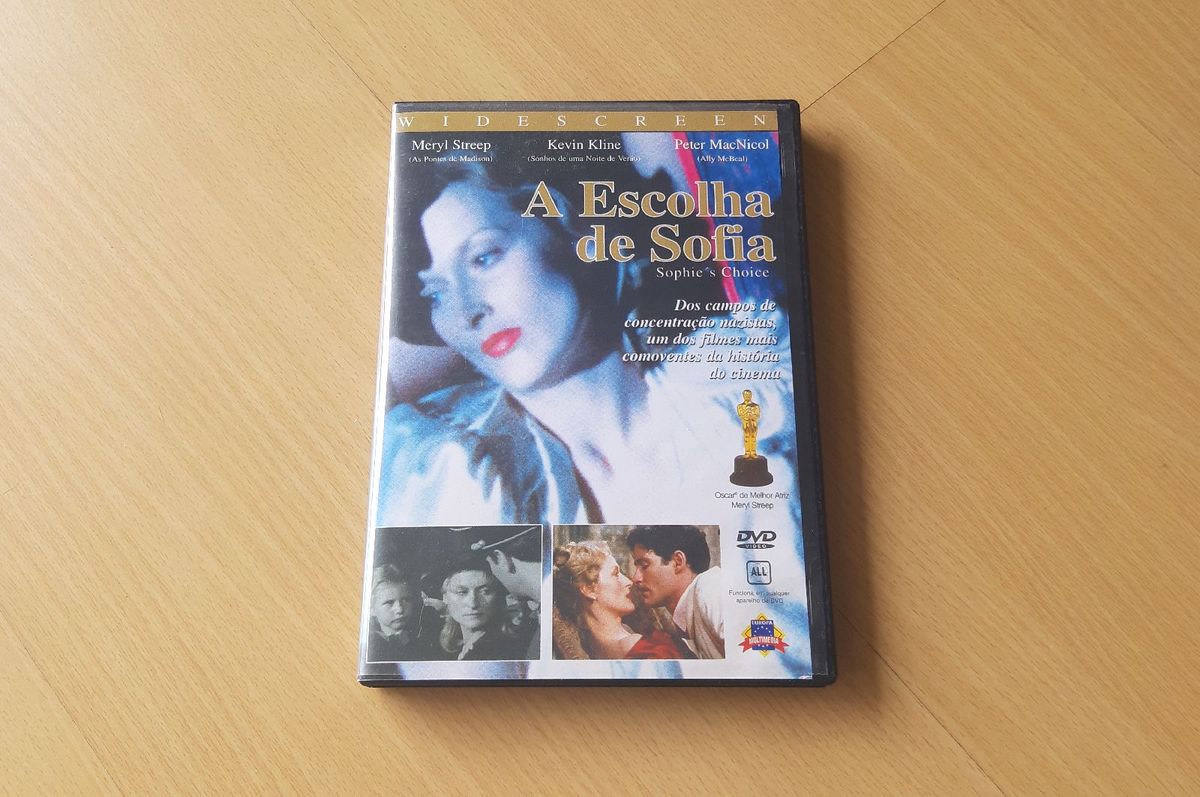 WIDESCREEN
Meryl Streep Kevin Kline Peter MacNicol
(As Pontes de Madison) (Sonhos de uma Noite de Verão) (Ally McBeal)
A Escolha
de Sofia
Sophie´s Choice
Dos campos de
concentração nazistas,
um dos filmes mais
comoventes da história
do cinema
Oscar® de Melhor Atriz
Meryl Streep
DVD
VIDEO
ALL
Funciona em qualquer
aparelho de DVD
EUROPA
MULTIMEDIA